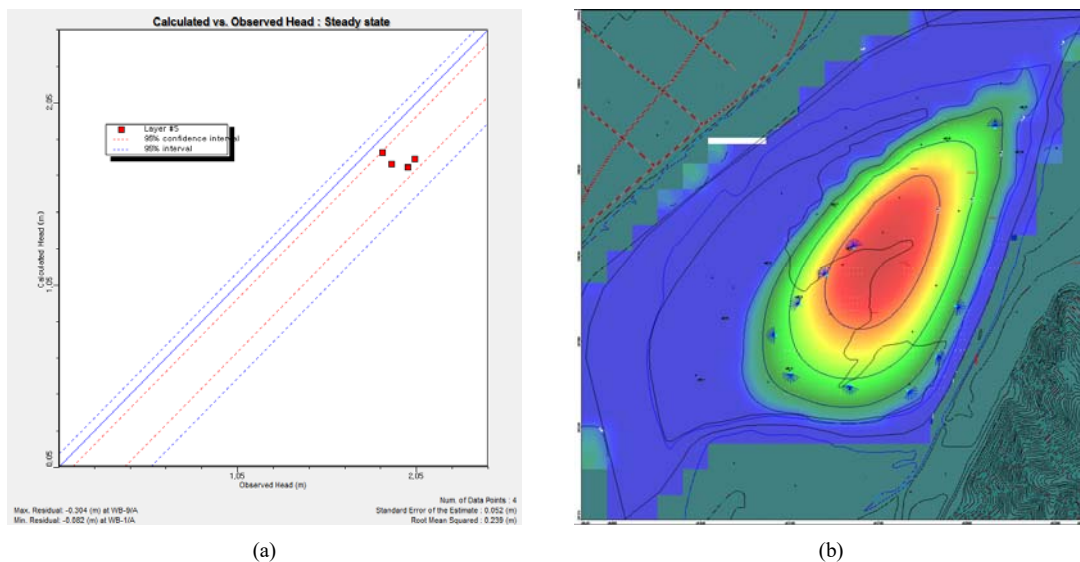 Calculated vs. Observed Head : Steady state
2,05
Layer #5
95% confidence interval
95% interval
Calculated Head (m)
1,05
0,05
1,05
2,05
Observed Head (m)
Num. of Data Points : 4
Max. Residual: -0.304 (m) at WB-9/A
Standard Error of the Estimate : 0.052 (m)
Min. Residual: -0.082 (m) at WB-1/A
Root Mean Squared : 0.239 (m)
(a)
(b)